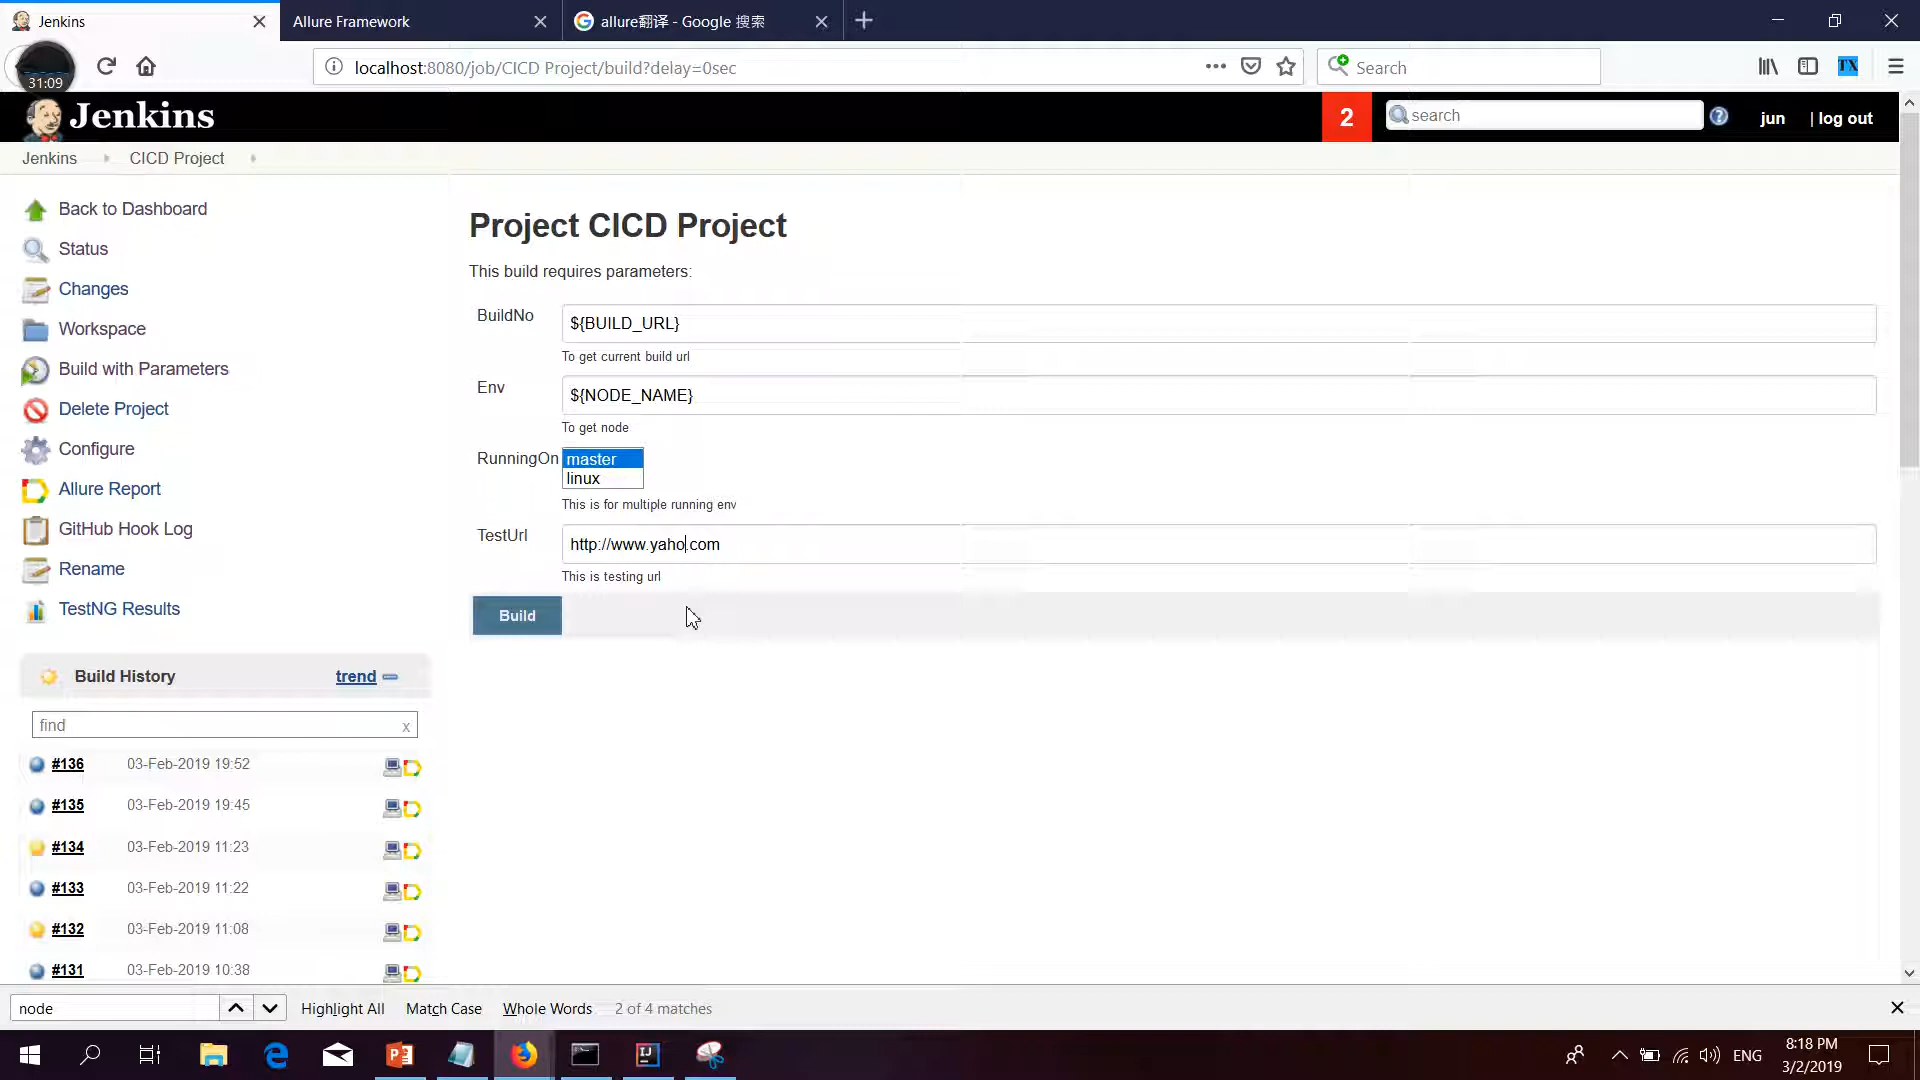 Jenkins
Allure Framework
allure翻译 - Google 搜索
31:09
localhost:8080/job/CICD Project/build?delay=0sec
Search
TX
Jenkins
2
search
jun
| log out
Jenkins
CICD Project
Back to Dashboard
Status
Changes
Workspace
Build with Parameters
Delete Project
Configure
Allure Report
GitHub Hook Log
Rename
TestNG Results
Project CICD Project
This build requires parameters:
BuildNo
${BUILD_URL}
To get current build url
Env
${NODE_NAME}
To get node
RunningOn
master
linux
This is for multiple running env
TestUrl
http://www.yaho.com
This is testing url
Build
Build History
trend
find
x
#136 03-Feb-2019 19:52
#135 03-Feb-2019 19:45
#134 03-Feb-2019 11:23
#133 03-Feb-2019 11:22
#132 03-Feb-2019 11:08
#131 03-Feb-2019 10:38
node
Highlight All
Match Case
Whole Words
2 of 4 matches
ENG
8:18 PM
3/2/2019